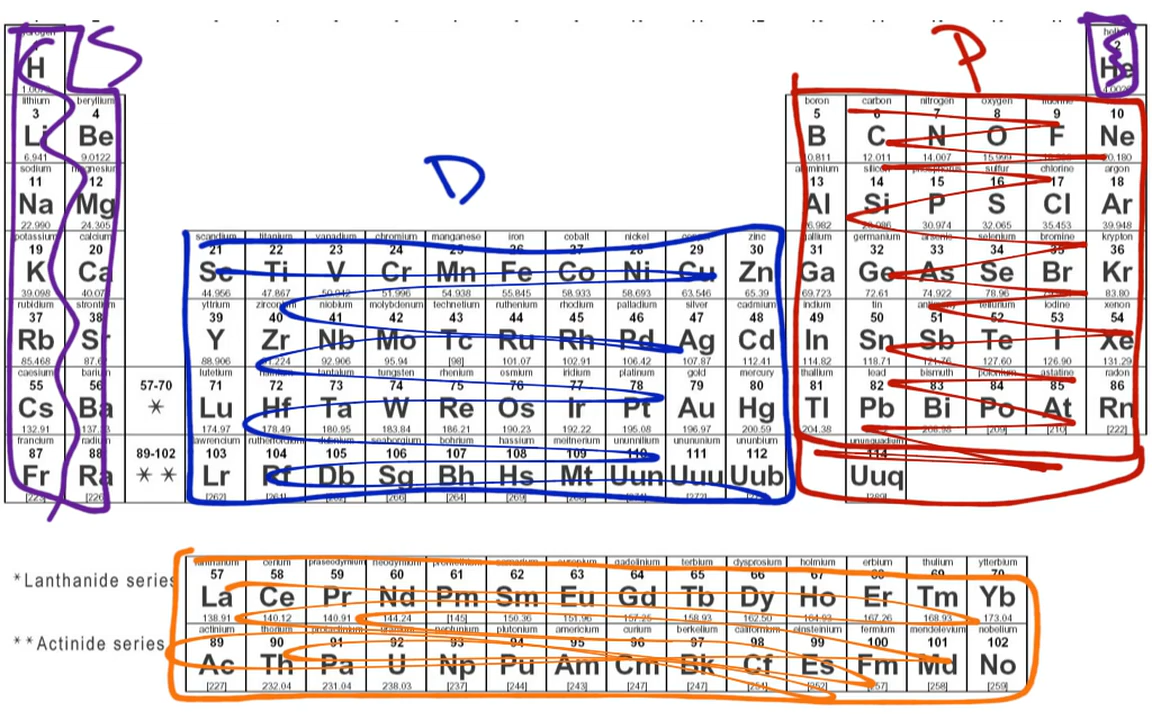 S P
H 2 He
lithium beryllium boron carbon nitrogen oxygen
3 4 5 6 7 8 9 10
Li Be B C N O F Ne
6.941 9.0122 12.011 14.007 15.999 20.180
sodium silicon sulfur chlorine argon
11 12 D 13 14 15 16 17 18
Na Mg Al Si P S Cl Ar
22.990 24.305 30.974 32.065 35.453 39.948
potassium calcium scandium titanium vanadium chromium manganese iron cobalt nickel zinc germanium arsenic selenium bromine krypton
19 20 21 22 23 24 25 26 27 28 29 30 31 32 33 34 35 36
K Ca Sc Ti V Cr Mn Fe Co Ni Cu Zn Ga Ge As Se Br Kr
39.098 44.956 47.867 50.942 51.996 54.938 55.845 58.933 58.693 63.546 65.39 69.723 72.61 74.922 78.96 83.80
rubidium strontium yttrium niobium molybdenum technetium ruthenium rhodium palladium silver cadmium indium tin tellurium iodine xenon
37 38 39 40 41 42 43 44 45 46 47 48 49 50 51 52 53 54
Rb Sr Y Zr Nb Mo Tc Ru Rh Pd Ag Cd In Sn Sb Te I Xe
85.468 88.906 92.906 95.94 [98] 101.07 102.91 106.42 107.87 112.41 114.82 118.71 127.60 126.90 131.29
caesium barium lutetium tantalum tungsten rhenium osmium iridium platinum gold mercury thallium lead bismuth polonium astatine radon
55 56 57-70 71 72 73 74 75 76 77 78 79 80 81 82 83 84 85 86
Cs Ba * Lu Hf Ta W Re Os Ir Pt Au Hg Tl Pb Bi Po At Rn
132.91 174.97 178.49 180.95 183.84 186.21 190.23 192.22 195.08 196.97 200.59 204.38 [209] [210] [222]
francium radium lawrencium seaborgium bohrium hassium meitnerium ununnilium unununium ununbium ununquadium
87 88 89-102 103 104 105 106 107 108 109 110 111 112 114
Fr Ra * * Lr Rf Db Sg Bh Hs Mt Uun Uuu Uub Uuq
[262] [264] [269]
lanthanum cerium praseodymium neodymium gadolinium terbium dysprosium holmium erbium thulium ytterbium
*Lanthanide series 57 58 59 60 61 62 63 64 65 66 67 68 69 70
La Ce Pr Nd Pm Sm Eu Gd Tb Dy Ho Er Tm Yb
138.91 140.12 140.91 144.24 [145] 150.36 151.96 157.25 158.93 162.50 164.93 167.26 168.93 173.04
actinium thorium neptunium plutonium americium curium berkelium californium einsteinium fermium mendelevium nobelium
**Actinide series 89 90 91 92 93 94 95 96 97 98 99 100 101 102
Ac Th Pa U Np Pu Am Cm Bk Cf Es Fm Md No
[227] 232.04 231.04 238.03 [237] [244] [243] [247] [247] [251] [252] [257] [258] [259]